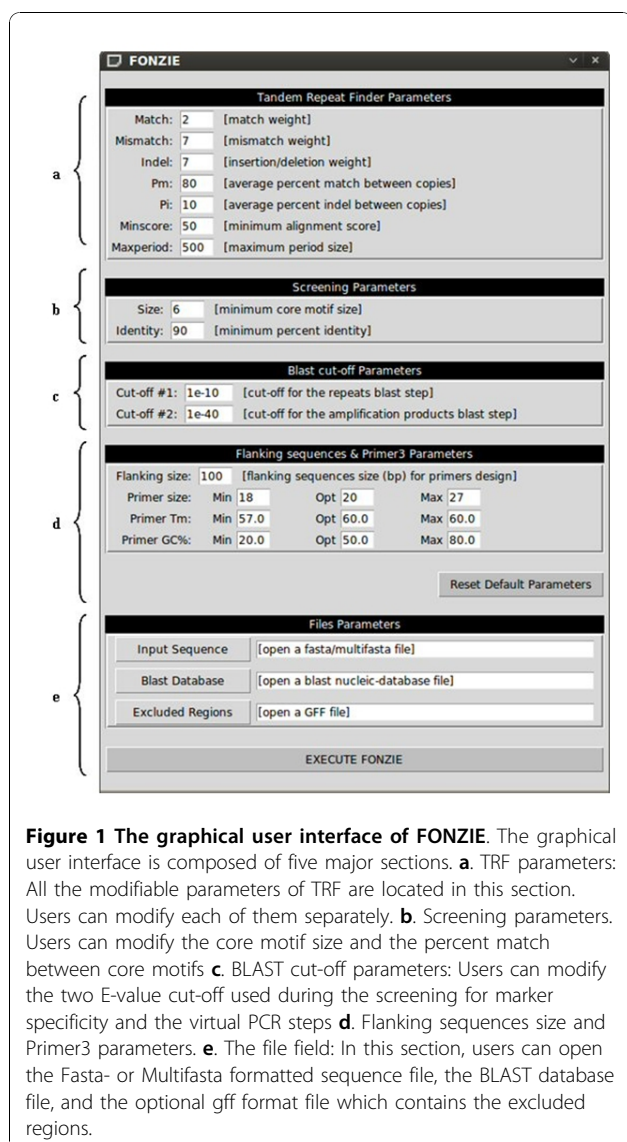 FONZIE
Tandem Repeat Finder Parameters
a
Match: 2 [match weight]
Mismatch: 7 [mismatch weight]
Indel: 7 [insertion/deletion weight]
Pm: 80 [average percent match between copies]
Pi: 10 [average percent indel between copies]
Minscore: 50 [minimum alignment score]
Maxperiod: 500 [maximum period size]
b
Screening Parameters
Size: 6 [minimum core motif size]
Identity: 90 [minimum percent identity]
c
Blast cut-off Parameters
Cut-off #1: 1e-10 [cut-off for the repeats blast step]
Cut-off #2: 1e-40 [cut-off for the amplification products blast step]
d
Flanking sequences & Primer3 Parameters
Flanking size: 100 [flanking sequences size (bp) for primers design]
Primer size: Min 18 Opt 20 Max 27
Primer Tm: Min 57.0 Opt 60.0 Max 60.0
Primer GC%: Min 20.0 Opt 50.0 Max 80.0
Reset Default Parameters
e
Files Parameters
Input Sequence [open a fasta/multifasta file]
Blast Database [open a blast nucleic-database file]
Excluded Regions [open a GFF file]
EXECUTE FONZIE
Figure 1 The graphical user interface of FONZIE. The graphical
user interface is composed of five major sections. a. TRF parameters:
All the modifiable parameters of TRF are located in this section.
Users can modify each of them separately. b. Screening parameters.
Users can modify the core motif size and the percent match
between core motifs c. BLAST cut-off parameters: Users can modify
the two E-value cut-off used during the screening for marker
specificity and the virtual PCR steps d. Flanking sequences size and
Primer3 parameters. e. The file field: In this section, users can open
the Fasta- or Multifasta formatted sequence file, the BLAST database
file, and the optional gff format file which contains the excluded
regions.